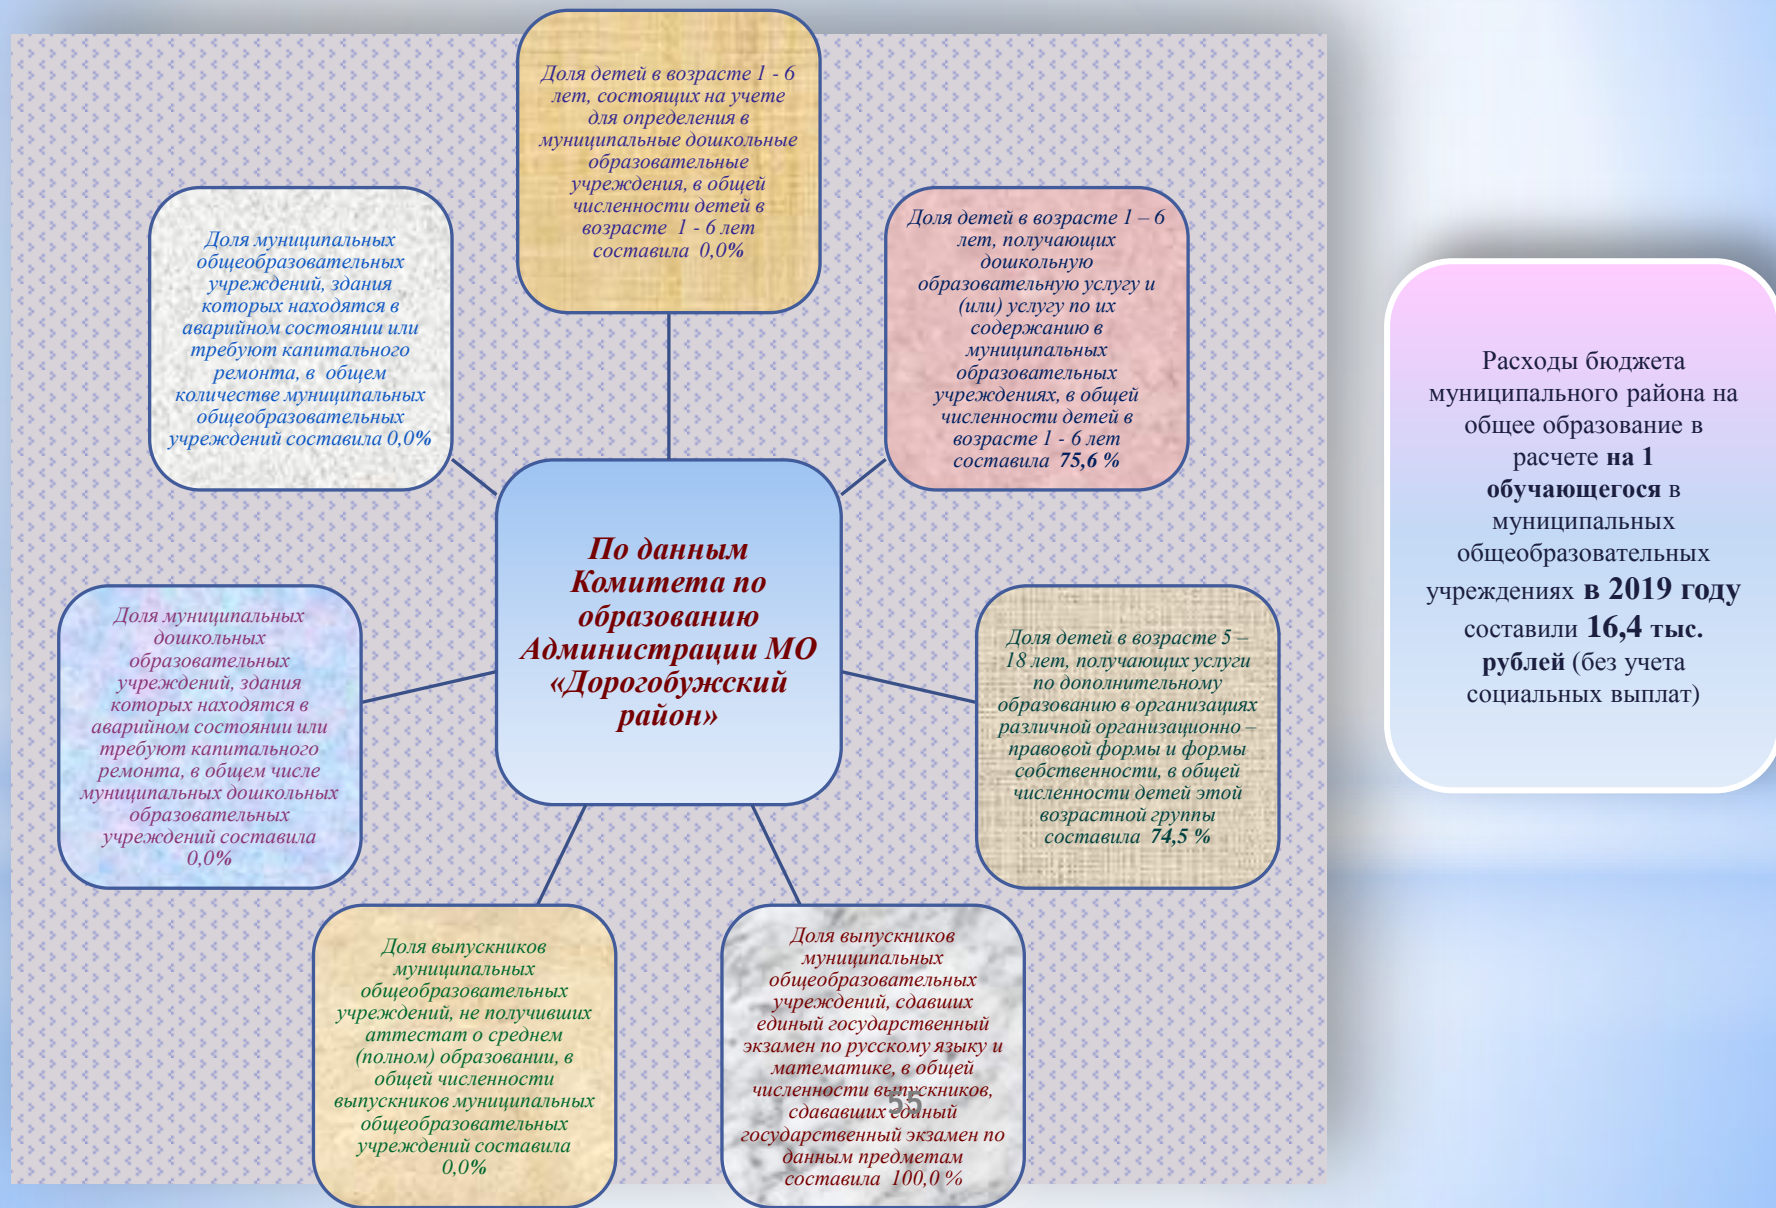 Доля детей в возрасте 1 - 6
лет, состоящих на учете
для определения в
муниципальные дошкольные
образовательные
учреждения, в общей
численности детей в
возрасте 1 - 6 лет
составила 0,0%
Доля детей в возрасте 1 – 6
лет, получающих
дошкольную
образовательную услугу и
(или) услугу по их
содержанию в
муниципальных
образовательных
учреждениях, в общей
численности детей в
возрасте 1 - 6 лет
составила 75,6 %
Доля детей в возрасте 5 –
18 лет, получающих услуги
по дополнительному
образованию в организациях
различной организационно –
правовой формы и формы
собственности, в общей
численности детей этой
возрастной группы
составила 74,5 %
Доля выпускников
муниципальных
общеобразовательных
учреждений, сдавших
единый государственный
экзамен по русскому языку и
математике, в общей
численности выпускников,
сдававших единый
государственный экзамен по
данным предметам
составила 100,0 %
55
Доля выпускников
муниципальных
общеобразовательных
учреждений, не получивших
аттестат о среднем
(полном) образовании, в
общей численности
выпускников муниципальных
общеобразовательных
учреждений составила
0,0%
Доля муниципальных
дошкольных
образовательных
учреждений, здания
которых находятся в
аварийном состоянии или
требуют капитального
ремонта, в общем числе
муниципальных дошкольных
образовательных
учреждений составила
0,0%
Доля муниципальных
общеобразовательных
учреждений, здания
которых находятся в
аварийном состоянии или
требуют капитального
ремонта, в общем
количестве муниципальных
общеобразовательных
учреждений составила 0,0%
По данным
Комитета по
образованию
Администрации МО
«Дорогобужский
район»
Расходы бюджета
муниципального района на
общее образование в
расчете на 1
обучающегося в
муниципальных
общеобразовательных
учреждениях в 2019 году
составили 16,4 тыс.
рублей (без учета
социальных выплат)